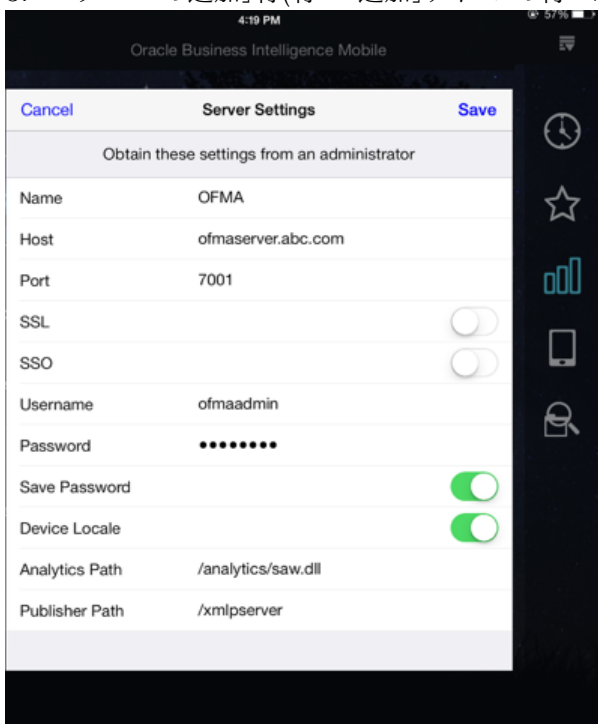 4:19 PM
57%
Oracle Business Intelligence Mobile
Cancel Server Settings Save
Obtain these settings from an administrator
Name OFMA
Host ofmaserver.abc.com
Port 7001
SSL
SSO
Username ofmaadmin
Password ••••••••
Save Password
Device Locale
Analytics Path /analytics/saw.dll
Publisher Path /xmlpserver